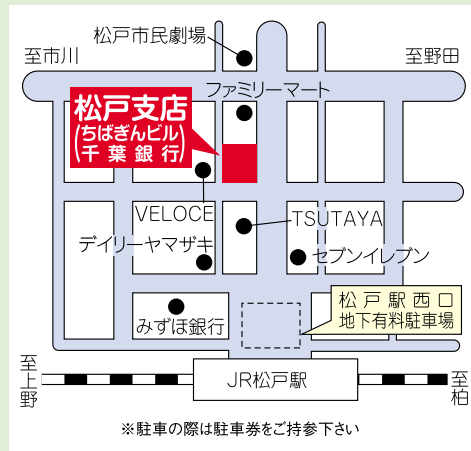 松戸市民劇場
至市川
至野田
ファミリーマート
松戸支店
(ちばぎんビル)
(千葉銀行)
VELOCE
TSUTAYA
デイリーヤマザキ
セブンイレブン
松戸駅西口
地下有料駐車場
みずほ銀行
至上野
JR松戸駅
至柏
※駐車の際は駐車券をご持参下さい